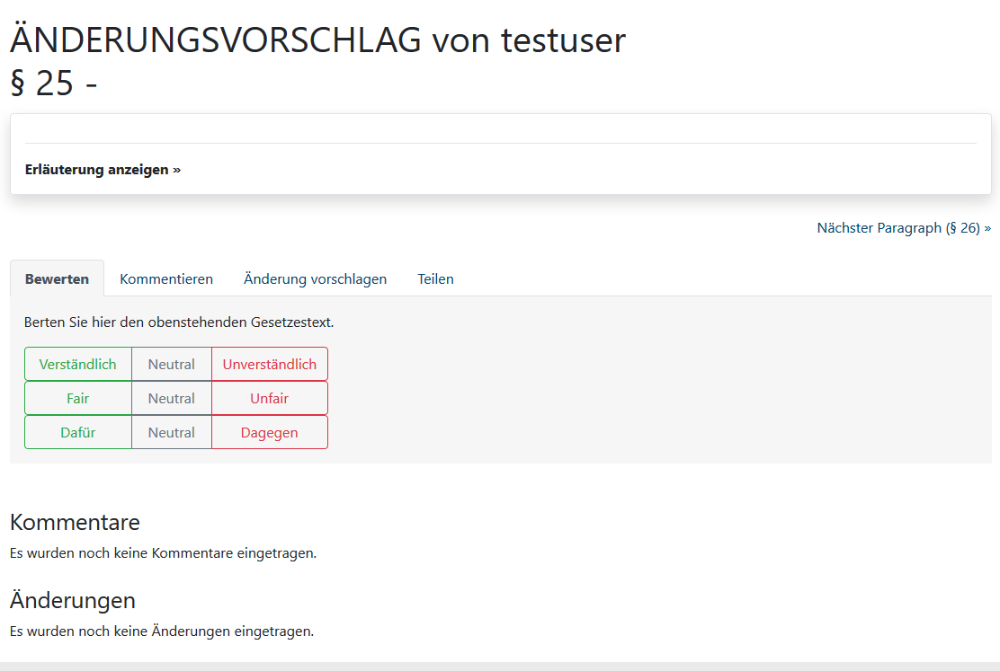 ÄNDERUNGSVORSCHLAG von testuser
§ 25 -
Erläuterung anzeigen »
Nächster Paragraph (§ 26) »
Bewerten Kommentieren Änderung vorschlagen Teilen
Berten Sie hier den obenstehenden Gesetzestext.
Verständlich Neutral Unverständlich
Fair Neutral Unfair
Dafür Neutral Dagegen
Kommentare
Es wurden noch keine Kommentare eingetragen.
Änderungen
Es wurden noch keine Änderungen eingetragen.